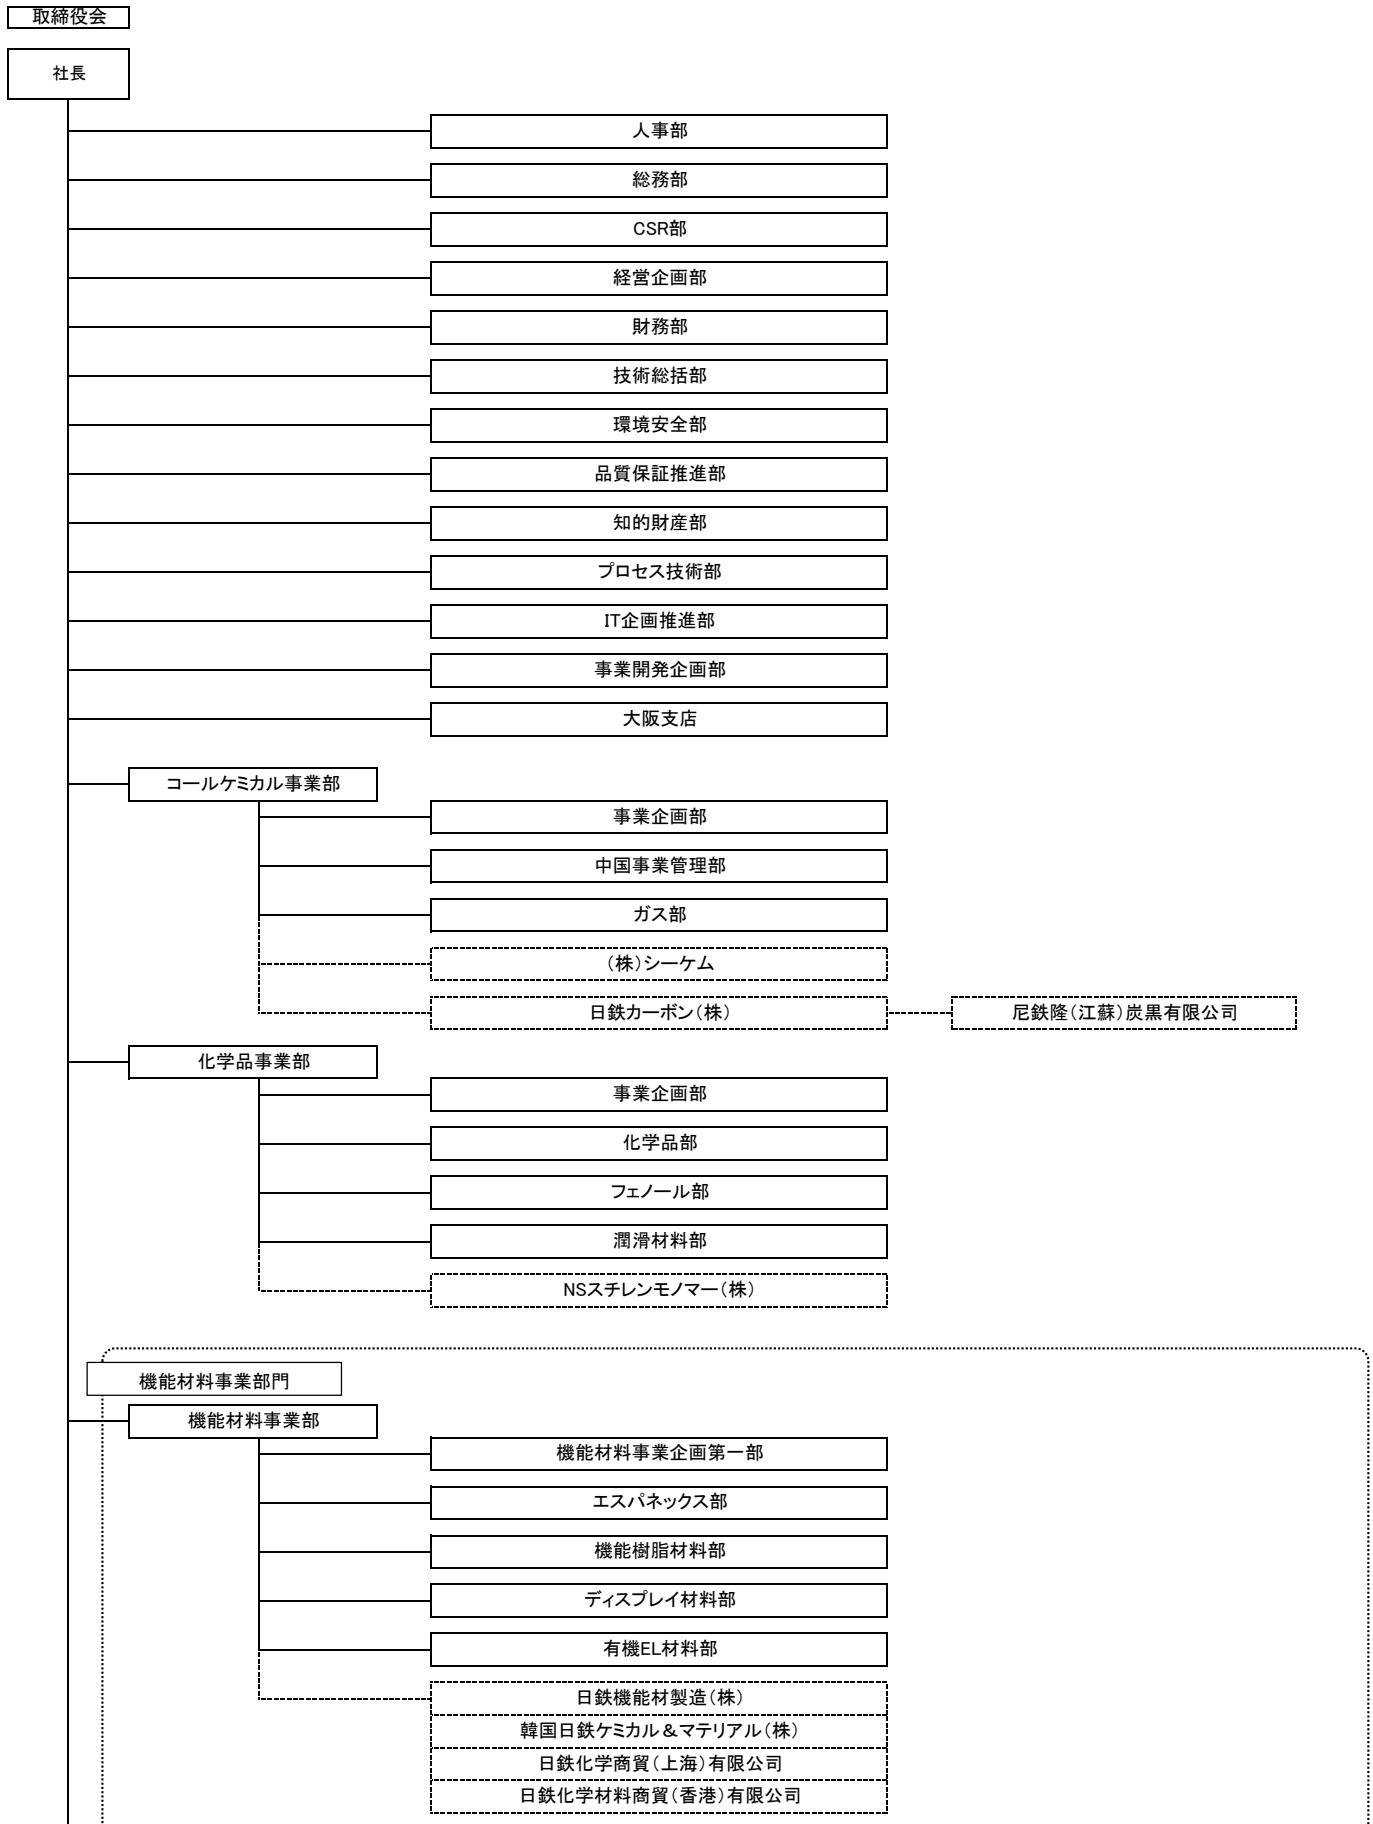 取締役会
社長
人事部
総務部
CSR部
経営企画部
財務部
技術総括部
環境安全部
品質保証推進部
知的財産部
プロセス技術部
IT企画推進部
事業開発企画部
大阪支店
コールケミカル事業部
事業企画部
中国事業管理部
ガス部
（株）シーケム
日鉄カーボン（株）
尼鉄隆（江蘇）炭黒有限公司
化学品事業部
事業企画部
化学品部
フェノール部
潤滑材料部
NSスチレンモノマー（株）
機能材料事業部門
機能材料事業部
機能材料事業企画第一部
エスパネックス部
機能樹脂材料部
ディスプレイ材料部
有機EL材料部
日鉄機能材製造（株）
韓国日鉄ケミカル＆マテリアル（株）
日鉄化学商貿（上海）有限公司
日鉄化学材料商貿（香港）有限公司